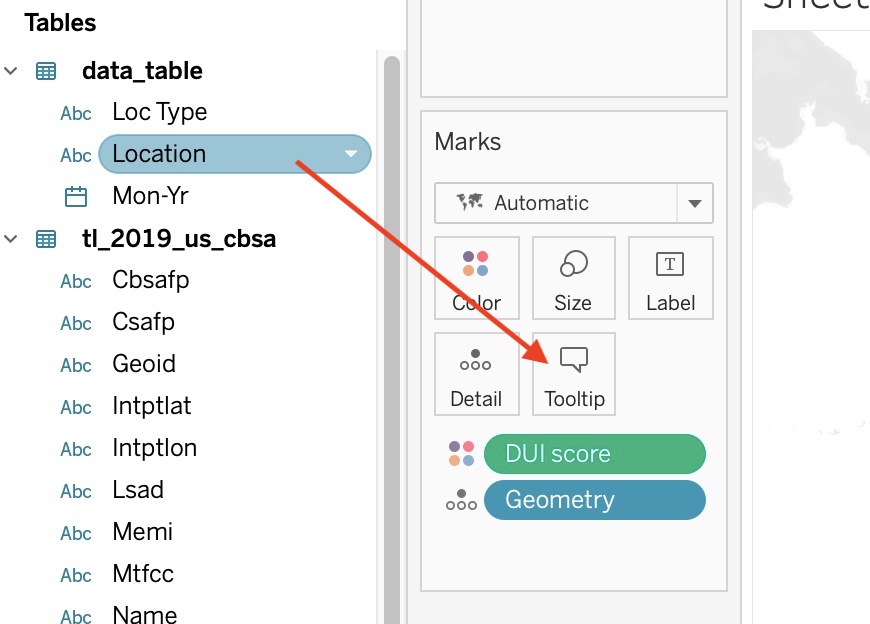 Tables
data_table
Abc Loc Type
Abc Location
Mon-Yr
tl_2019_us_cbsa
Abc Cbsafp
Abc Csafp
Abc Geoid
Abc Intptlat
Abc Intptlon
Abc Lsad
Abc Memi
Abc Mtfcc
Abc Name
Marks
Automatic
Color Size T Label
Detail Tooltip
DUI score
Geometry